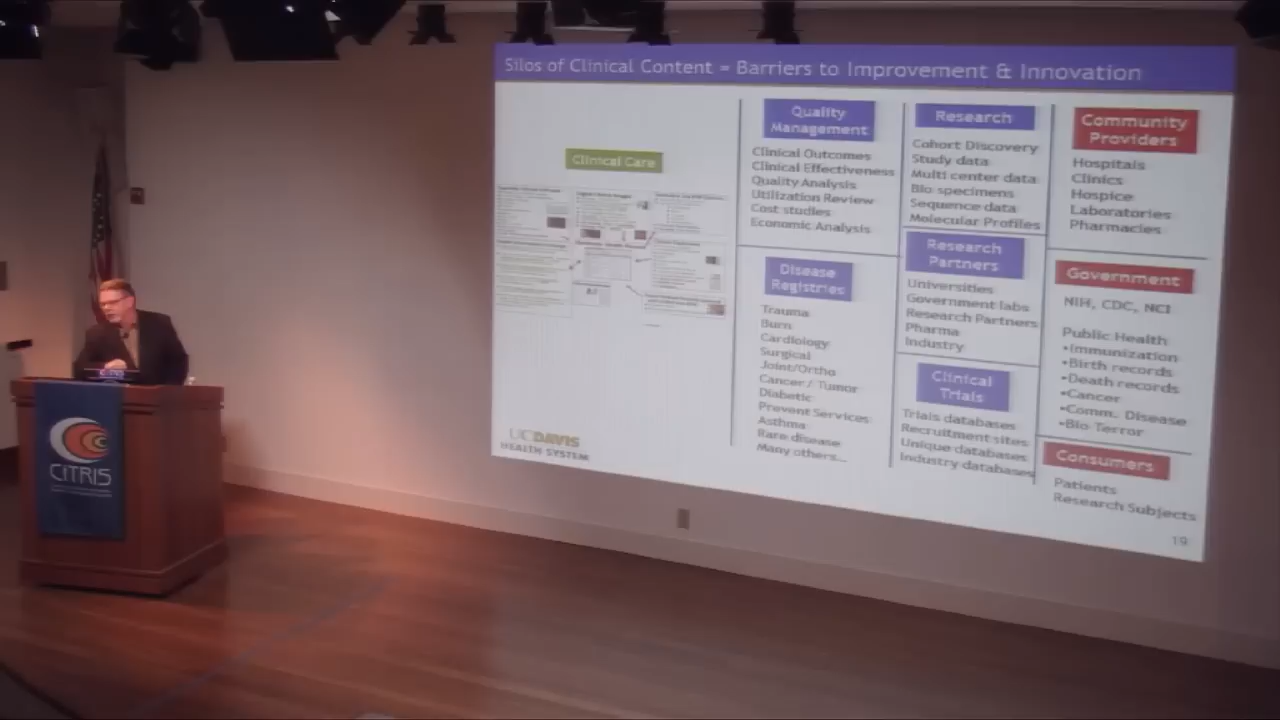 Silos of Clinical Content = Barriers to Improvement & Innovation
Clinical Care
UC DAVIS
HEALTH SYSTEM
Quality
Management
Clinical Outcomes
Clinical Effectiveness
Quality Analysis
Utilization Review
Cost studies
Economic Analysis
Disease
Registries
Trauma
Burn
Cardiology
Surgical
Joint/Ortho
Cancer / Tumor
Diabetic
Prevent Services
Asthma
Rare disease
Many others...
Research
Cohort Discovery
Study data
Multi center data
Bio specimens
Sequence data
Molecular Profiles
Research
Partners
Universities
Government labs
Research Partners
Pharma
Industry
Clinical
Trials
Trials databases
Recruitment sites
Unique databases
Industry databases
Community
Providers
Hospitals
Clinics
Hospice
Laboratories
Pharmacies
Government
NIH, CDC, NCI
Public Health
•Immunization
•Birth records
•Death records
•Cancer
•Comm. Disease
•Bio Terror
Consumers
Patients
Research Subjects
19
CITRIS